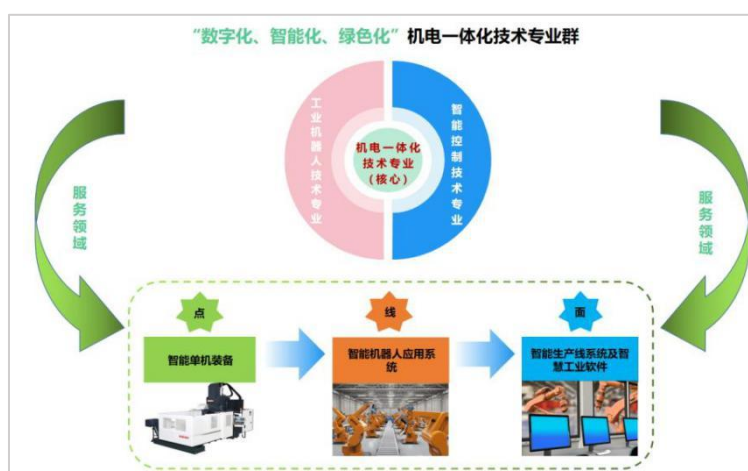 “数字化、智能化、绿色化”机电一体化技术专业群
工业机器人技术专业
机电一体化
技术专业
（核心）
智能控制技术专业
服务领域
服务领域
点
线
面
智能单机装备
智能机器人应用系
统
智能生产线系统及智
慧工业软件